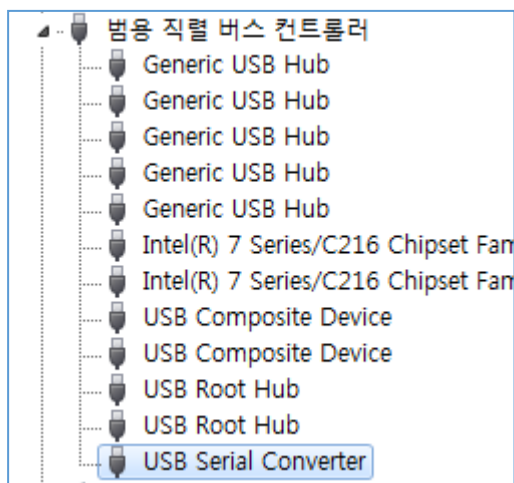 범용 직렬 버스 컨트롤러
Generic USB Hub
Generic USB Hub
Generic USB Hub
Generic USB Hub
Generic USB Hub
Intel(R) 7 Series/C216 Chipset Fam
Intel(R) 7 Series/C216 Chipset Fam
USB Composite Device
USB Composite Device
USB Root Hub
USB Root Hub
USB Serial Converter